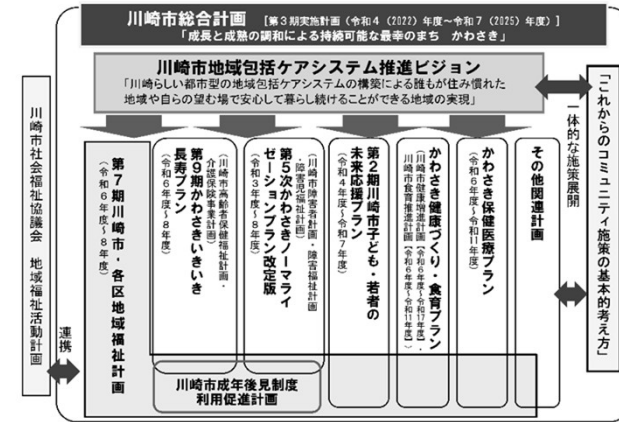 川崎市総合計画 [第3期実施計画(令和4(2022)年度~令和7(2025)年度)]
「成長と成熟の調和による持続可能な最幸のまち かわさき」
川崎市地域包括ケアシステム推進ビジョン
「川崎らしい都市型の地域包括ケアシステムの構築による誰もが住み慣れた
地域や自らの望む場で安心して暮らし続けることができる地域の実現」
川崎市社会福祉協議会 地域福祉活動計画
連携
第7期川崎市・各区地域福祉計画
(令和6年度~8年度)
(川崎市高齢者保健福祉計画・
介護保険事業計画)
第9期かわさきいきいき
長寿プラン
(令和6年度~8年度)
(川崎市障害者計画・障害福祉計画
・障害児福祉計画)
第5次かわさきノーマライ
ゼーションプラン改定版
(令和3年度~8年度)
第2期川崎市子ども・若者の
未来応援プラン
(令和4年度~令和7年度)
かわさき健康づくり・食育プラン
(川崎市健康増進計画【令和6年度~令和17年度】・
川崎市食育推進計画【令和6年度~令和11年度】)
かわさき保健医療プラン
(令和6年度~令和11年度)
その他関連計画
一体的な施策展開
「これからのコミュニティ施策の基本的考え方」
川崎市成年後見制度
利用促進計画